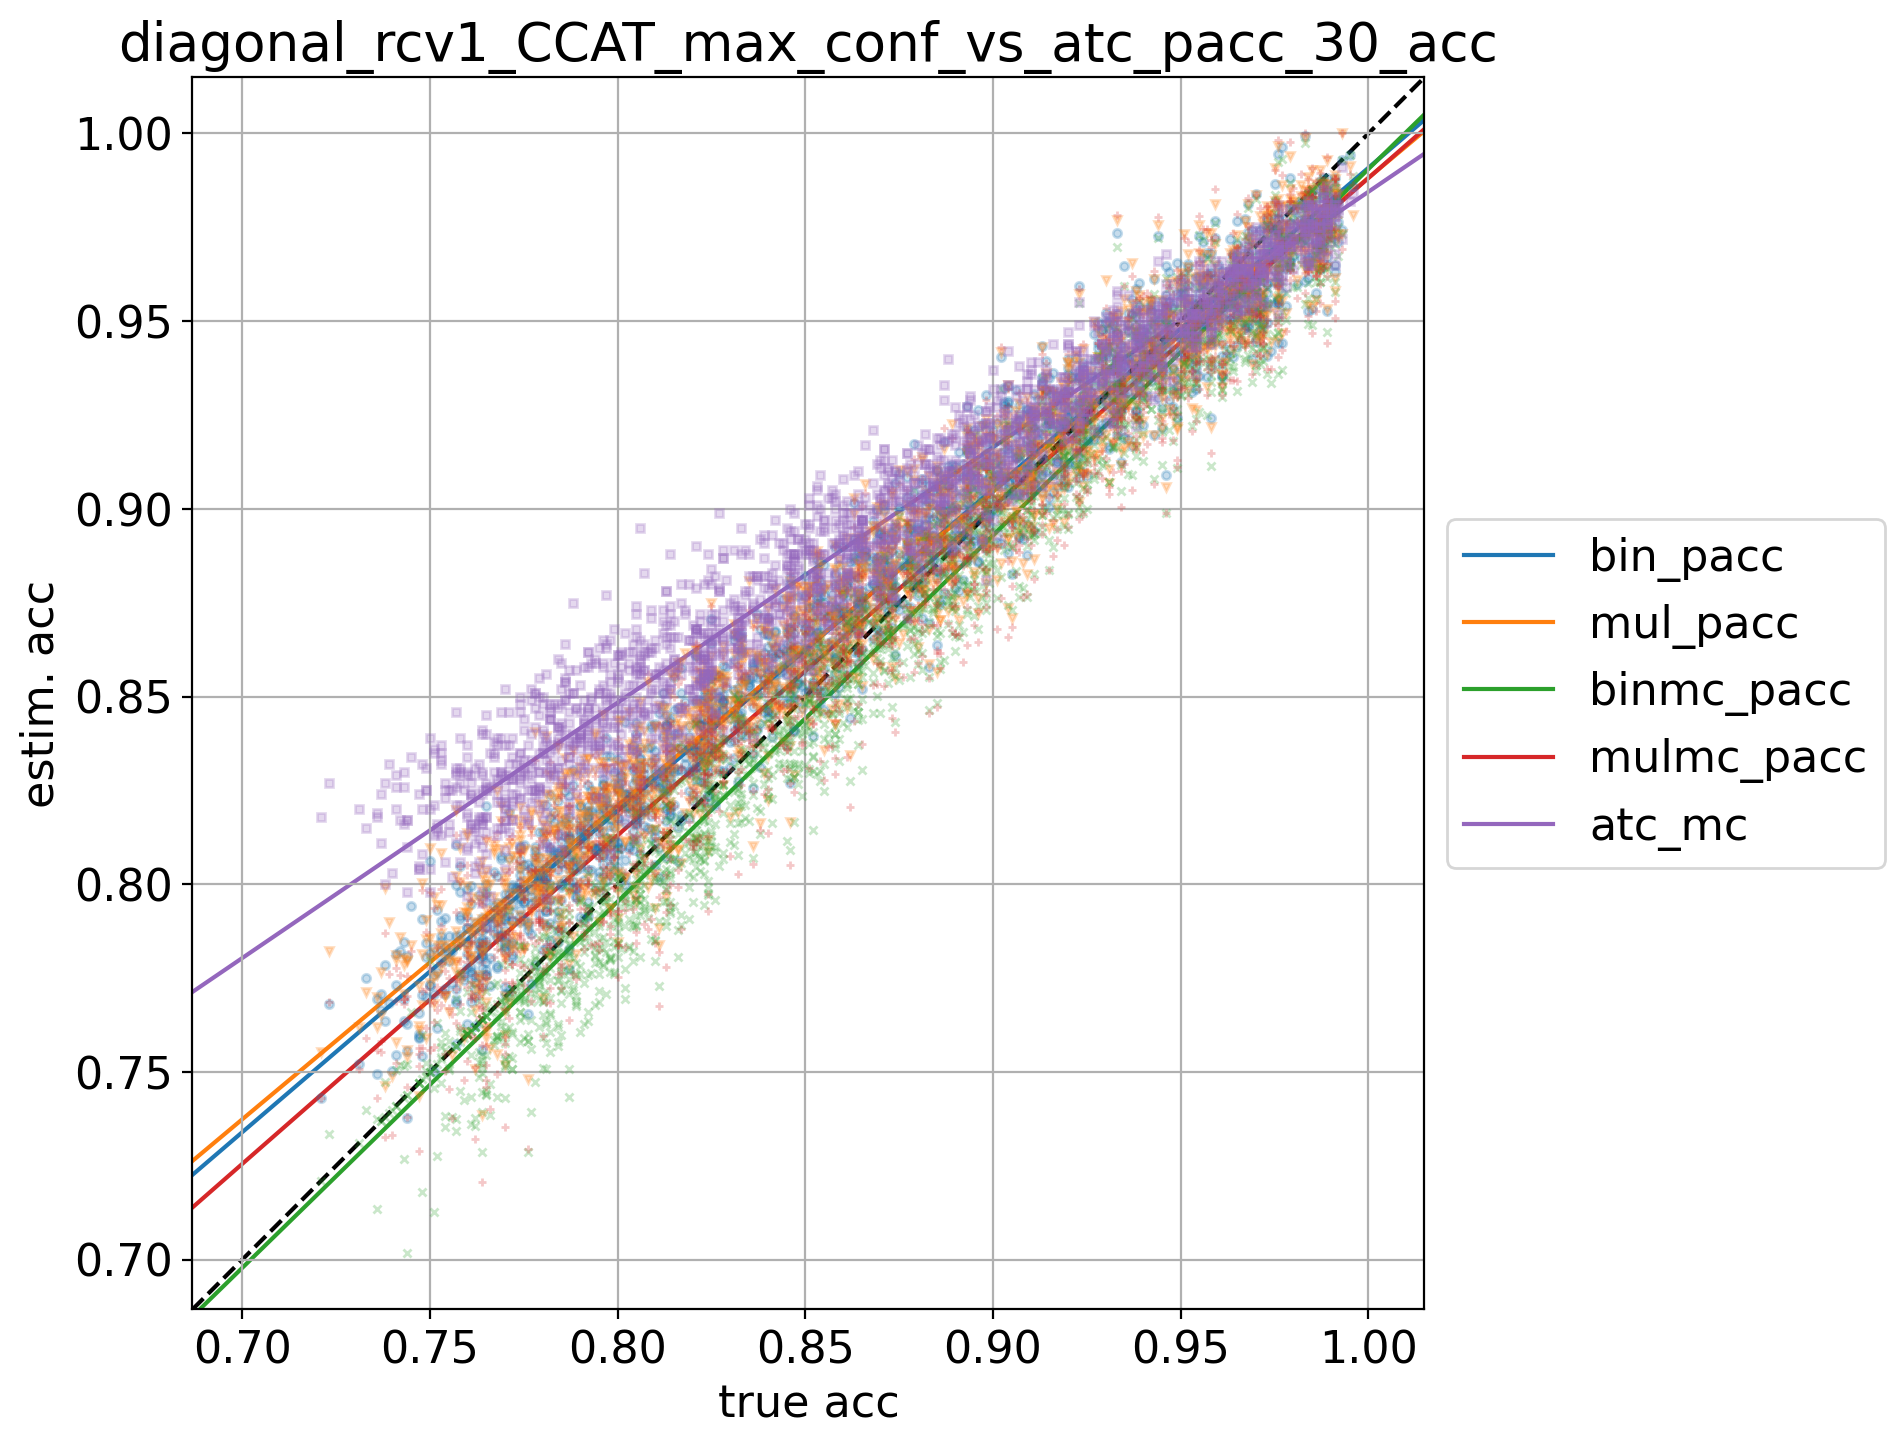 diagonal_rcv1_CCAT_max_conf_vs_atc_pacc_30_acc
1.00
0.95
0.90
0.85
0.80
0.75
0.70
estim. acc
0.70 0.75 0.80 0.85 0.90 0.95 1.00
true acc
bin_pacc
mul_pacc
binmc_pacc
mulmc_pacc
atc_mc